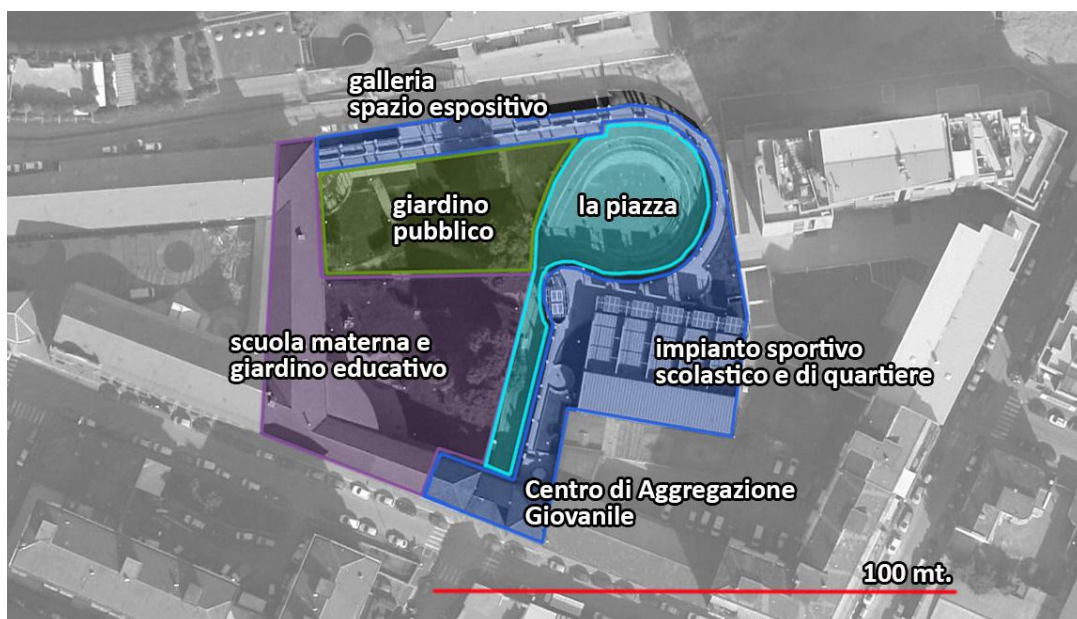 galleria
spazio espositivo
giardino
pubblico
la piazza
scuola materna e
giardino educativo
impianto sportivo
scolastico e di quartiere
Centro di Aggregazione
Giovanile
100 mt.